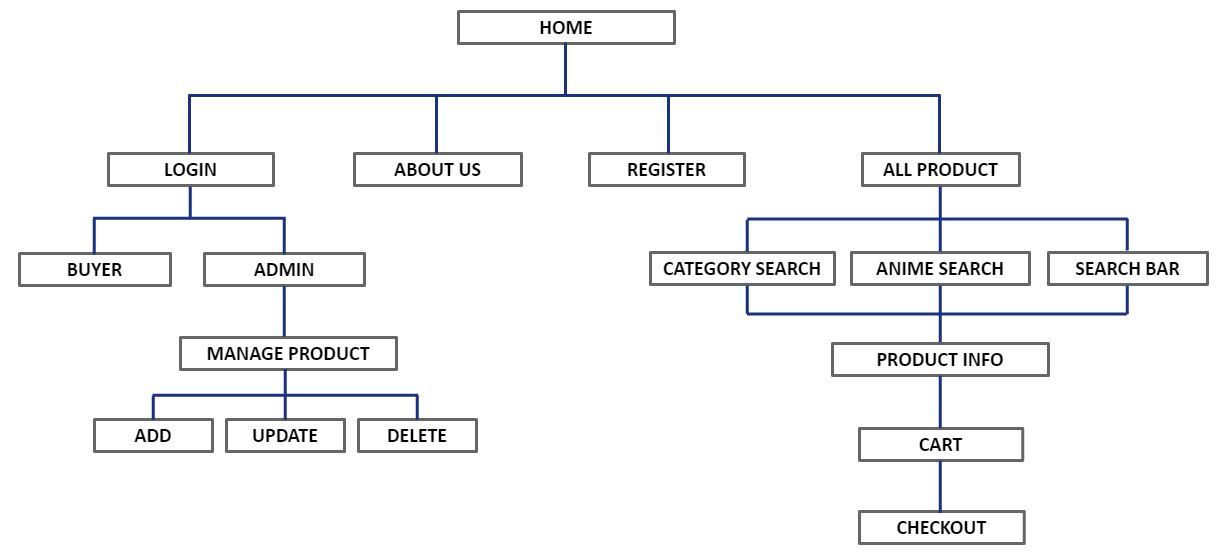 HOME
LOGIN
ABOUT US
REGISTER
ALL PRODUCT
BUYER
ADMIN
CATEGORY SEARCH
ANIME SEARCH
SEARCH BAR
MANAGE PRODUCT
PRODUCT INFO
ADD
UPDATE
DELETE
CART
CHECKOUT